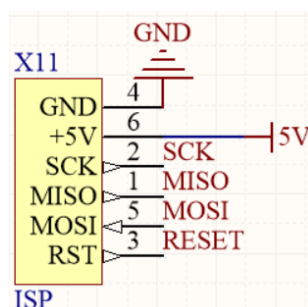 GND
X11
4
GND
6
+5V
5V
2
SCK
SCK
1
MISO
MISO
5
MOSI
MOSI
3
RST
RESET
ISP